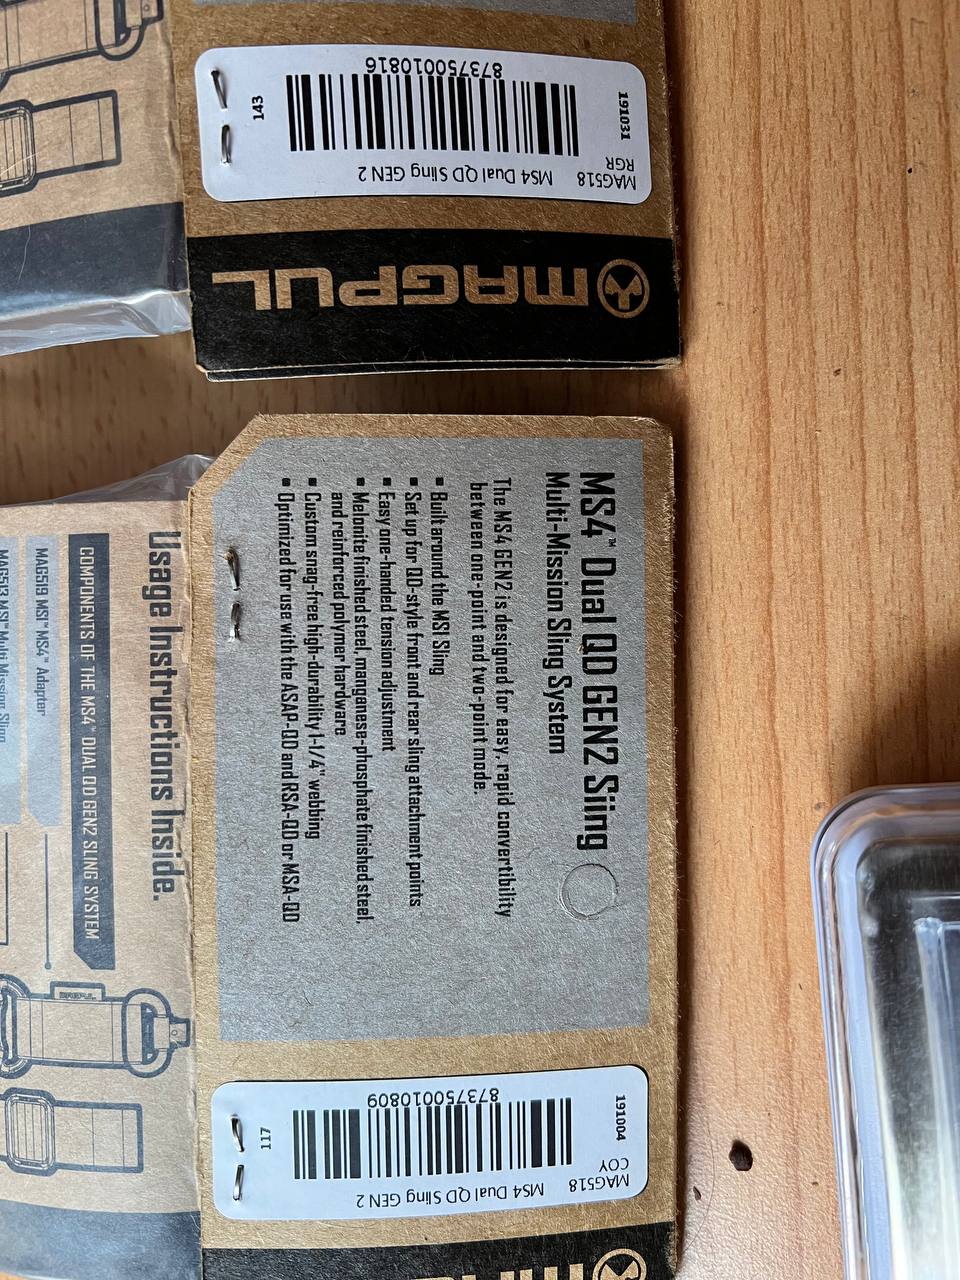 873750010816
143
191031
MAG518
RGR
MS4 Dual QD Sling GEN 2
MAGPUL
MS4™ Dual QD GEN2 Sling
Multi-Mission Sling System
The MS4 GEN2 is designed for easy, rapid convertibility
between one-point and two-point mode.
▪ Built around the MS1 Sling
▪ Set up for QD-style front and rear sling attachment points
▪ Easy one-handed tension adjustment
▪ Melonite finished steel, manganese-phosphate finished steel,
and reinforced polymer hardware
▪ Custom snag-free high-durability 1-1/4" webbing
▪ Optimized for use with the ASAP-QD and RSA-QD or MSA-QD
Usage Instructions Inside.
COMPONENTS OF THE MS4™ DUAL QD GEN2 SLING SYSTEM
MAG519 MS1™ MS4™ Adapter
MAG513 MS1™ Multi Mission Sling
MAGPUL
873750010809
117
191004
MAG518
COY
MS4 Dual QD Sling GEN 2